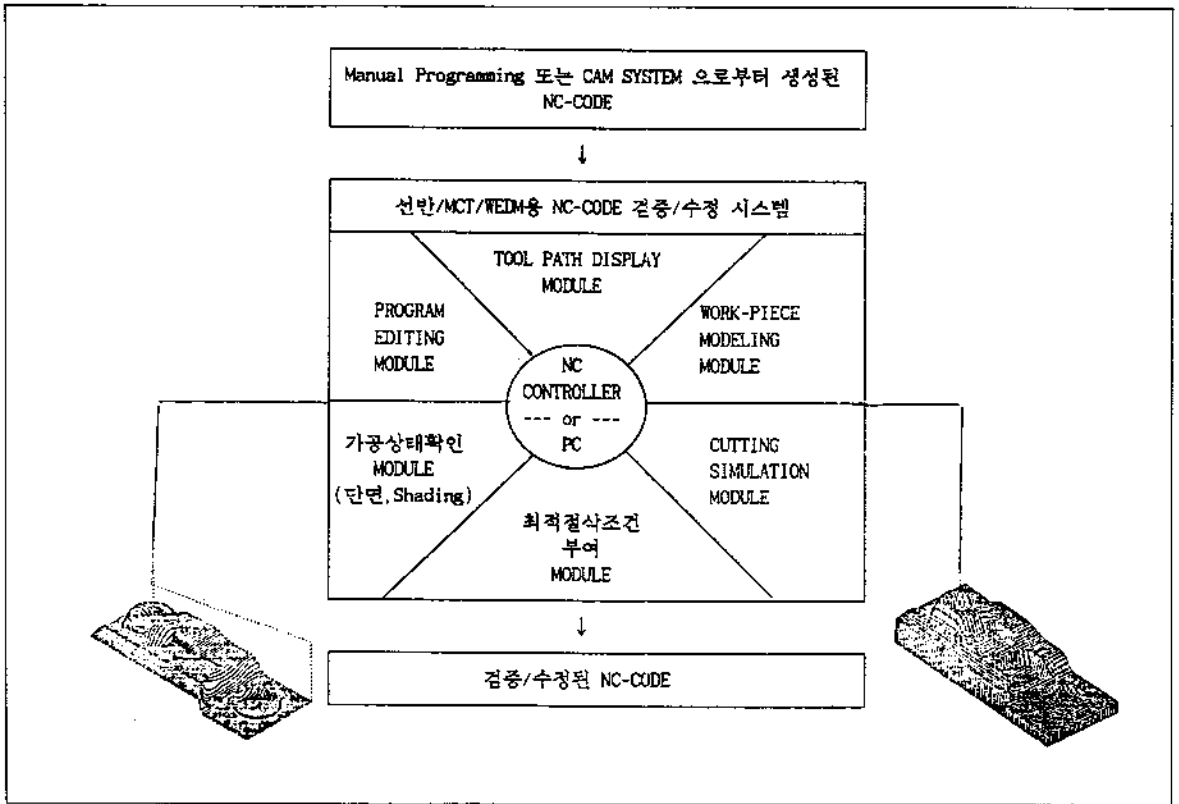 Manual Programming 또는 CAM SYSTEM 으로부터 생성된
NC-CODE
↓
선반/MCT/WEDM용 NC-CODE 검증/수정 시스템
TOOL PATH DISPLAY
MODULE
PROGRAM
EDITING
MODULE
WORK-PIECE
MODELING
MODULE
NC
CONTROLLER
--- or ---
PC
가공상태확인
MODULE
(단면,Shading)
CUTTING
SIMULATION
MODULE
최적절삭조건
부여
MODULE
↓
검증/수정된 NC-CODE